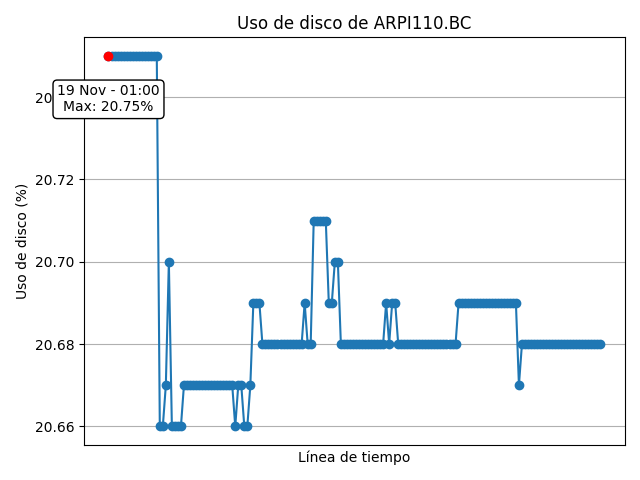 Uso de disco de ARPI110.BC
19 Nov - 01:00
Max: 20.75%
20.72
20.70
20.68
20.66
Uso de disco (%)
Línea de tiempo